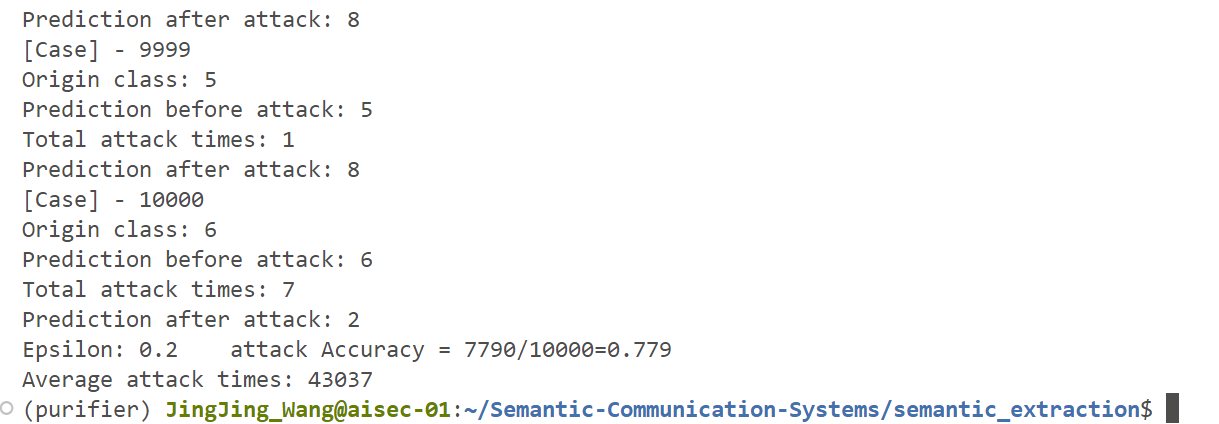 Prediction after attack: 8
[Case] - 9999
Origin class: 5
Prediction before attack: 5
Total attack times: 1
Prediction after attack: 8
[Case] - 10000
Origin class: 6
Prediction before attack: 6
Total attack times: 7
Prediction after attack: 2
Epsilon: 0.2    attack Accuracy = 7790/10000=0.779
Average attack times: 43037
(purifier) JingJing_Wang@aisec-01:~/Semantic-Communication-Systems/semantic_extraction$